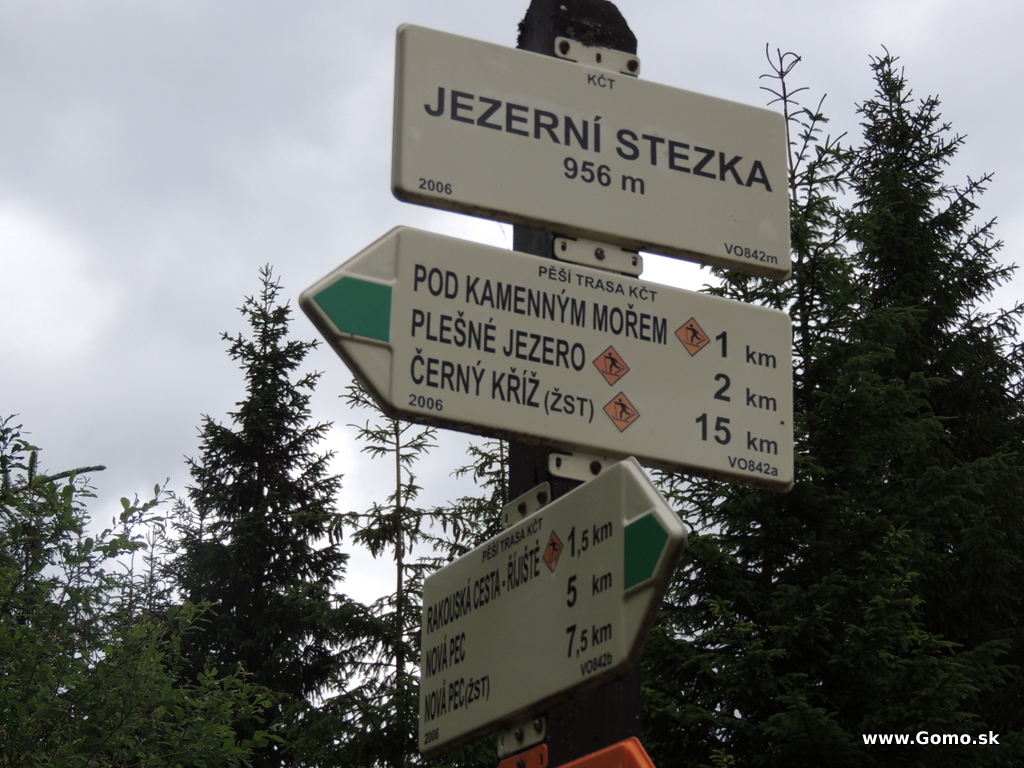 KČT
JEZERNÍ STEZKA
956 m
2006
VO842m
PĚŠÍ TRASA KČT
POD KAMENNÝM MOŘEM 1 km
PLEŠNÉ JEZERO 2 km
ČERNÝ KŘÍŽ (ŽST) 15 km
2006
VO842a
PĚŠÍ TRASA KČT
RAKOUSKÁ CESTA - ŘÍJIŠTĚ 1,5 km
NOVÁ PEC 5 km
NOVÁ PEC(ŽST) 7,5 km
2006
VO842b
www.Gomo.sk